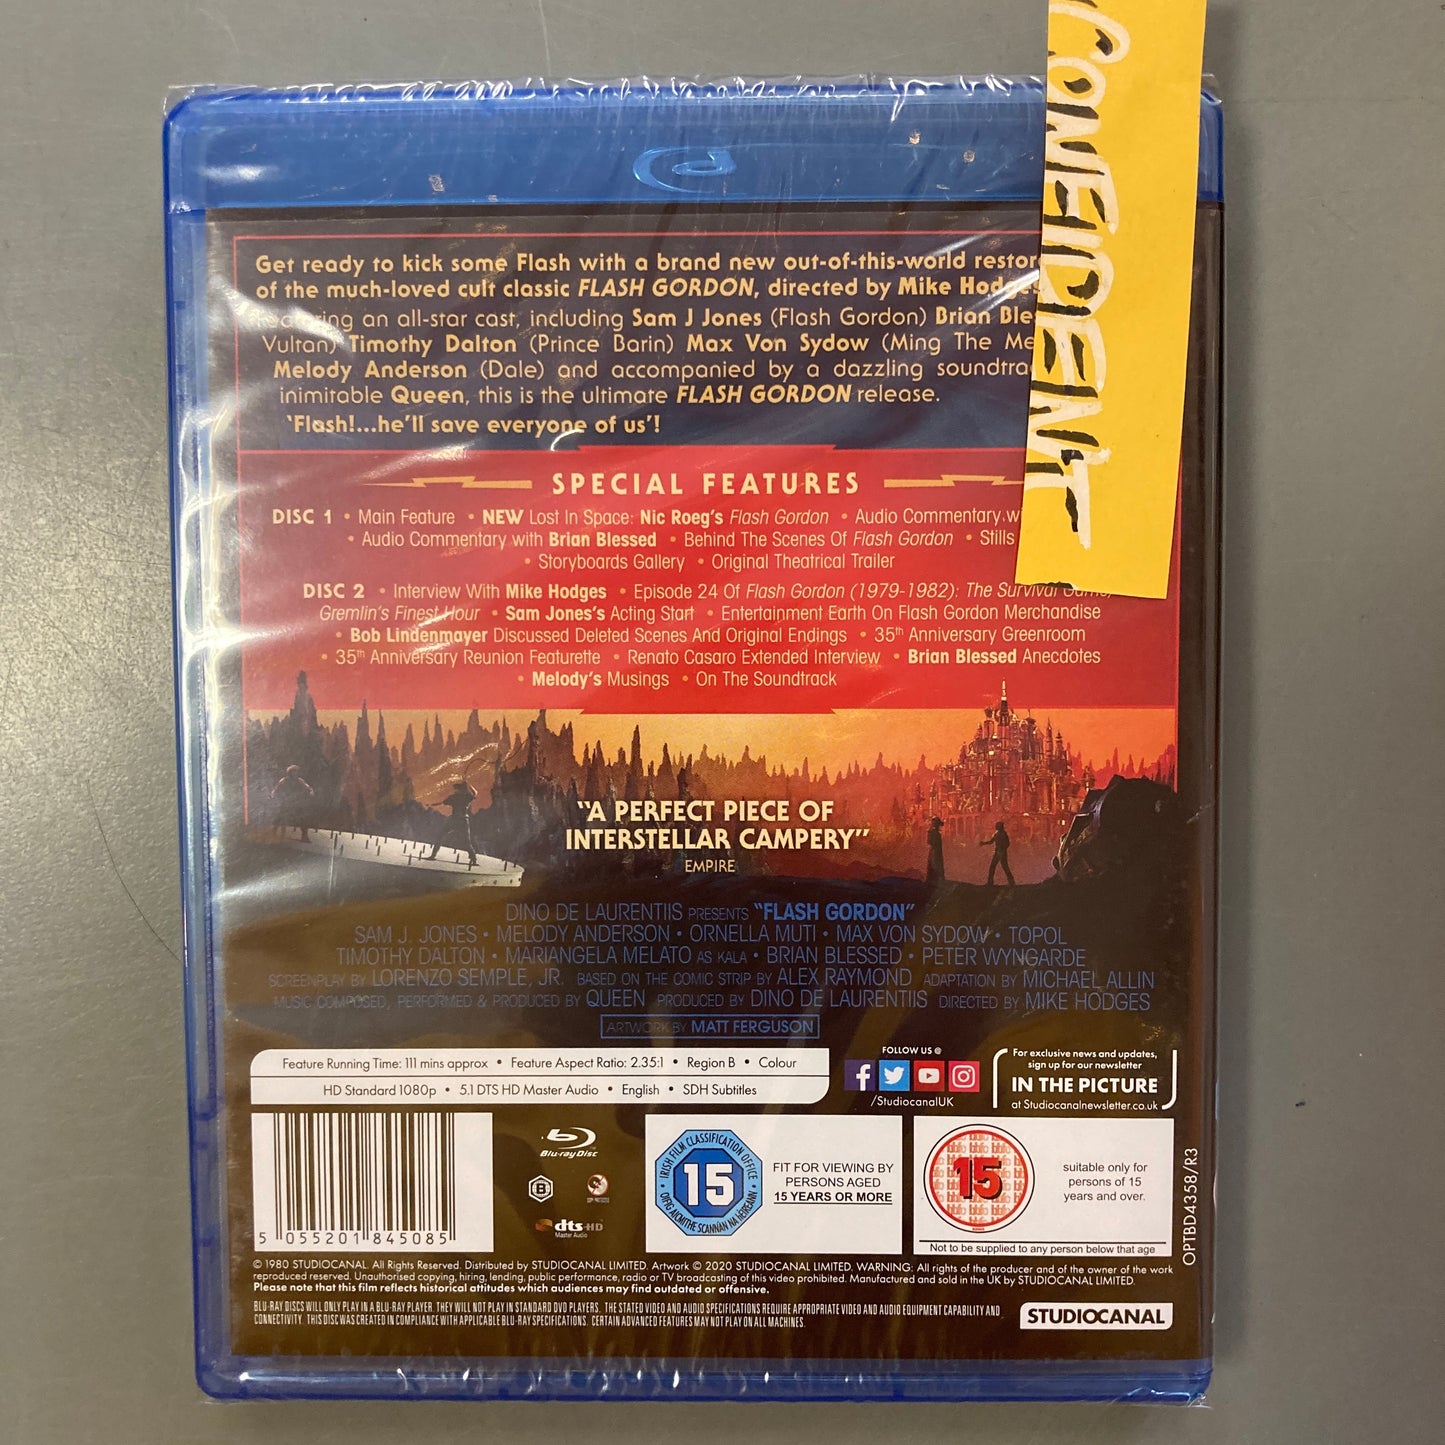 CONFIDENT
Get ready to kick some Flash with a brand new out-of-this-world
of the much-loved cult classic FLASH GORDON, directed by Mike Hodges
an all-star cast, including Sam J Jones (Flash Gordon) Brian
Vultan) Timothy Dalton (Prince Barin) Max Von Sydow (Ming The
Melody Anderson (Dale) and accompanied by a dazzling
inimitable Queen, this is the ultimate FLASH GORDON release.
'Flash!...he'll save everyone of us'!
SPECIAL FEATURES
DISC 1 • Main Feature • NEW Lost In Space: Nic Roeg's Flash Gordon • Audio Commentary
• Audio Commentary with Brian Blessed • Behind The Scenes Of Flash Gordon • Stills
• Storyboards Gallery • Original Theatrical Trailer
DISC 2 • Interview With Mike Hodges • Episode 24 Of Flash Gordon (1979-1982): The Survival Game/
Gremlin's Finest Hour • Sam Jones's Acting Start • Entertainment Earth On Flash Gordon Merchandise
• Bob Lindenmayer Discussed Deleted Scenes And Original Endings • 35th Anniversary Greenroom
• 35th Anniversary Reunion Featurette • Renato Casaro Extended Interview • Brian Blessed Anecdotes
• Melody's Musings • On The Soundtrack
"A PERFECT PIECE OF
INTERSTELLAR CAMPERY"
EMPIRE
DINO DE LAURENTIIS PRESENTS "FLASH GORDON"
SAM J. JONES • MELODY ANDERSON • ORNELLA MUTI • MAX VON SYDOW • TOPOL
TIMOTHY DALTON • MARIANGELA MELATO AS KALA • BRIAN BLESSED • PETER WYNGARDE
SCREENPLAY BY LORENZO SEMPLE, JR. BASED ON THE COMIC STRIP BY ALEX RAYMOND ADAPTATION BY MICHAEL ALLIN
MUSIC COMPOSED, PERFORMED & PRODUCED BY QUEEN PRODUCED BY DINO DE LAURENTIIS DIRECTED BY MIKE HODGES
ARTWORK BY MATT FERGUSON
Feature Running Time: 111 mins approx • Feature Aspect Ratio: 2.35:1 • Region B • Colour
HD Standard 1080p • 5.1 DTS HD Master Audio • English • SDH Subtitles
FOLLOW US @
/StudiocanalUK
For exclusive news and updates,
sign up for our newsletter
IN THE PICTURE
at Studiocanalnewsletter.co.uk
5 055201 845085
Blu-ray Disc
B
dts-HD
Master Audio
IRISH FILM CLASSIFICATION OFFICE
15
OIFIG AICMITHE SCANNÁN NA hÉIREANN
FIT FOR VIEWING BY
PERSONS AGED
15 YEARS OR MORE
15
suitable only for
persons of 15
years and over.
Not to be supplied to any person below that age
OPTBD4358/R3
© 1980 STUDIOCANAL. All Rights Reserved. Distributed by STUDIOCANAL LIMITED. Artwork © 2020 STUDIOCANAL LIMITED. WARNING: All rights of the producer and of the owner of the work
reproduced reserved. Unauthorised copying, hiring, lending, public performance, radio or TV broadcasting of this video prohibited. Manufactured and sold in the UK by STUDIOCANAL LIMITED.
Please note that this film reflects historical attitudes which audiences may find outdated or offensive.
BLU-RAY DISCS WILL ONLY PLAY IN A BLU-RAY PLAYER. THEY WILL NOT PLAY IN STANDARD DVD PLAYERS. THE STATED VIDEO AND AUDIO SPECIFICATIONS REQUIRE APPROPRIATE VIDEO AND AUDIO EQUIPMENT CAPABILITY AND
CONNECTIVITY. THIS DISC WAS CREATED IN COMPLIANCE WITH APPLICABLE BLU-RAY SPECIFICATIONS. CERTAIN ADVANCED FEATURES MAY NOT PLAY ON ALL MACHINES.
STUDIOCANAL